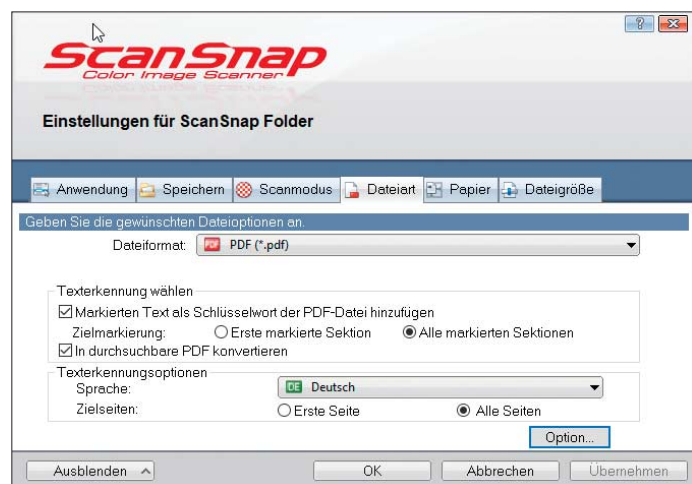 ScanSnap
Color Image Scanner
Einstellungen für ScanSnap Folder
Anwendung Speichern Scanmodus Dateiart Papier Dateigröße
Geben Sie die gewünschten Dateioptionen an.
Dateiformat: PDF (*.pdf)
Texterkennung wählen
Markierten Text als Schlüsselwort der PDF-Datei hinzufügen
Zielmarkierung: Erste markierte Sektion Alle markierten Sektionen
In durchsuchbare PDF konvertieren
Texterkennungsoptionen
Sprache: DE Deutsch
Zielseiten: Erste Seite Alle Seiten
Option...
Ausblenden OK Abbrechen Übernehmen